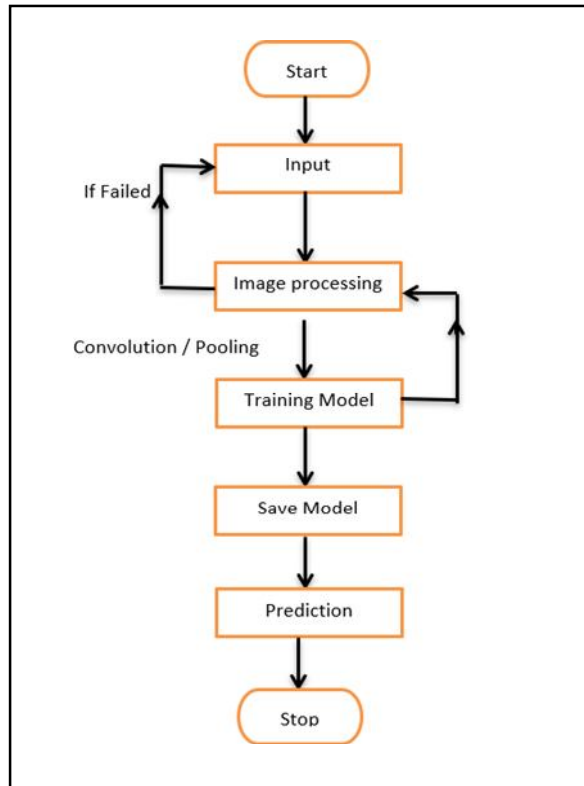 Start
Input
If Failed
Image processing
Convolution / Pooling
Training Model
Save Model
Prediction
Stop